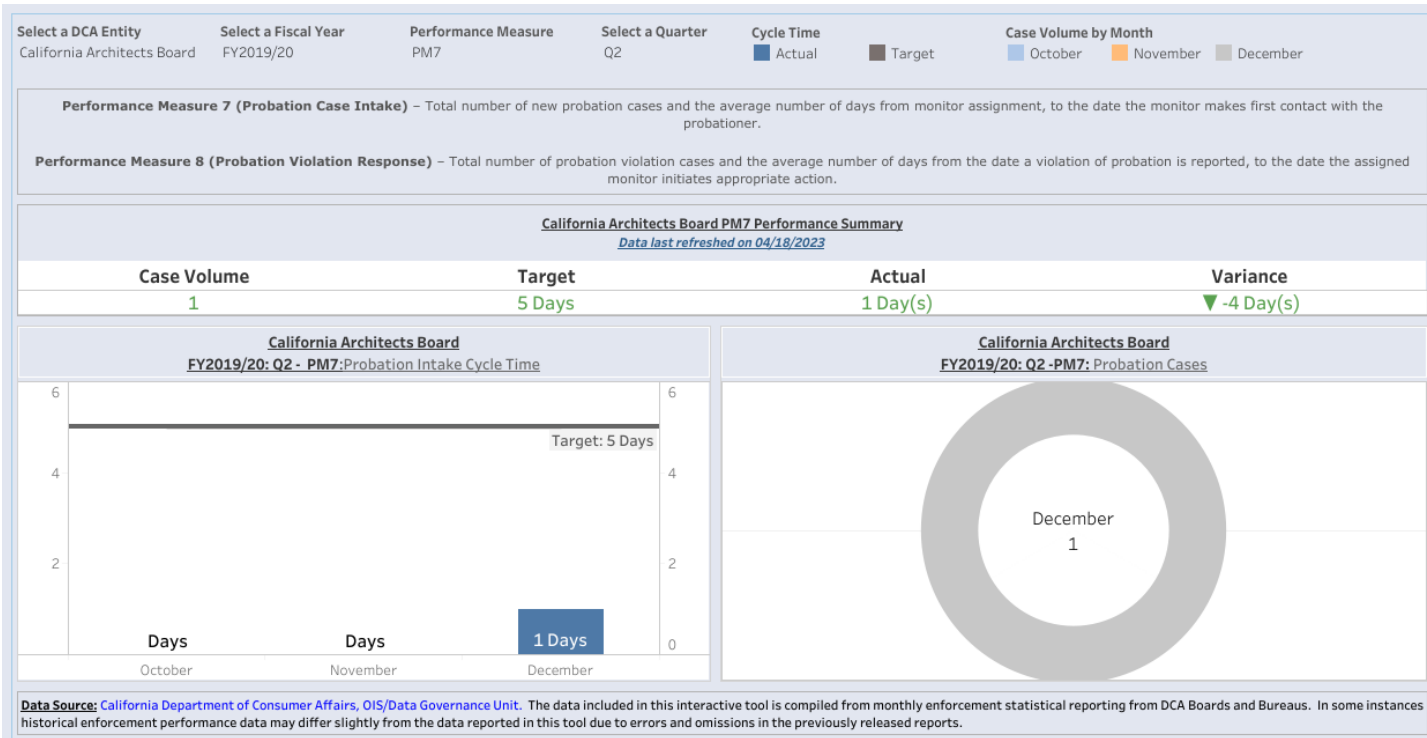 Select a DCA Entity
California Architects Board
Select a Fiscal Year
FY2019/20
Performance Measure
PM7
Select a Quarter
Q2
Cycle Time
Actual
Target
Case Volume by Month
October
November
December
Performance Measure 7 (Probation Case Intake) – Total number of new probation cases and the average number of days from monitor assignment, to the date the monitor makes first contact with the
probationer.
Performance Measure 8 (Probation Violation Response) – Total number of probation violation cases and the average number of days from the date a violation of probation is reported, to the date the assigned
monitor initiates appropriate action.
California Architects Board PM7 Performance Summary
Data last refreshed on 04/18/2023
Case Volume Target Actual Variance
1 5 Days 1 Day(s) ▼ -4 Day(s)
California Architects Board
FY2019/20: Q2 - PM7:Probation Intake Cycle Time
6 6
Target: 5 Days
4 4
2 2
Days Days 1 Days 0
October November December
California Architects Board
FY2019/20: Q2 -PM7: Probation Cases
December
1
Data Source: California Department of Consumer Affairs, OIS/Data Governance Unit. The data included in this interactive tool is compiled from monthly enforcement statistical reporting from DCA Boards and Bureaus. In some instances
historical enforcement performance data may differ slightly from the data reported in this tool due to errors and omissions in the previously released reports.